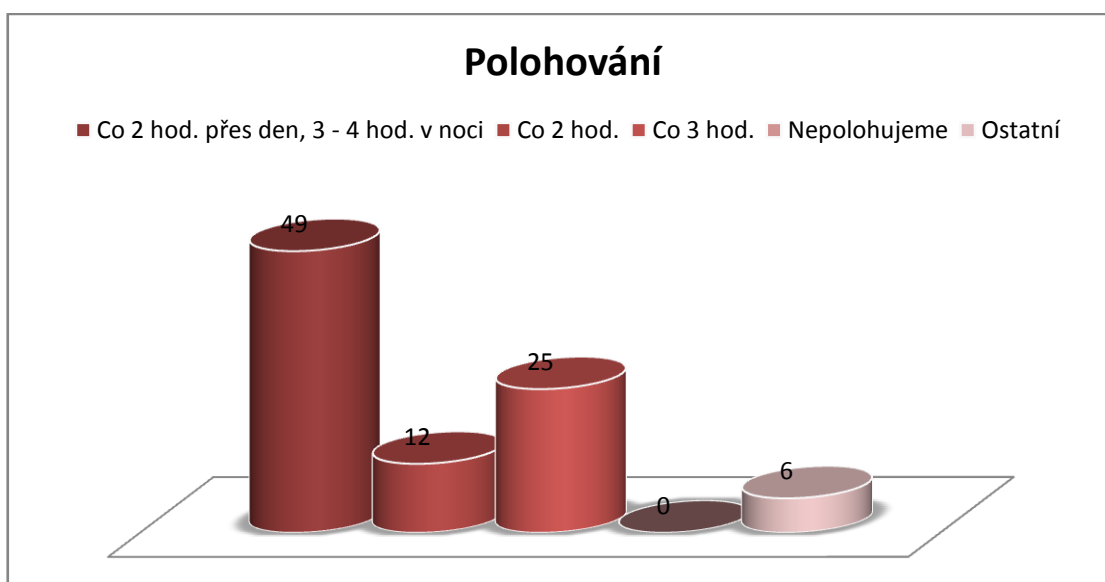 Polohování
Co 2 hod. přes den, 3 - 4 hod. v noci Co 2 hod. Co 3 hod. Nepolohujeme Ostatní
49
12
25
0
6